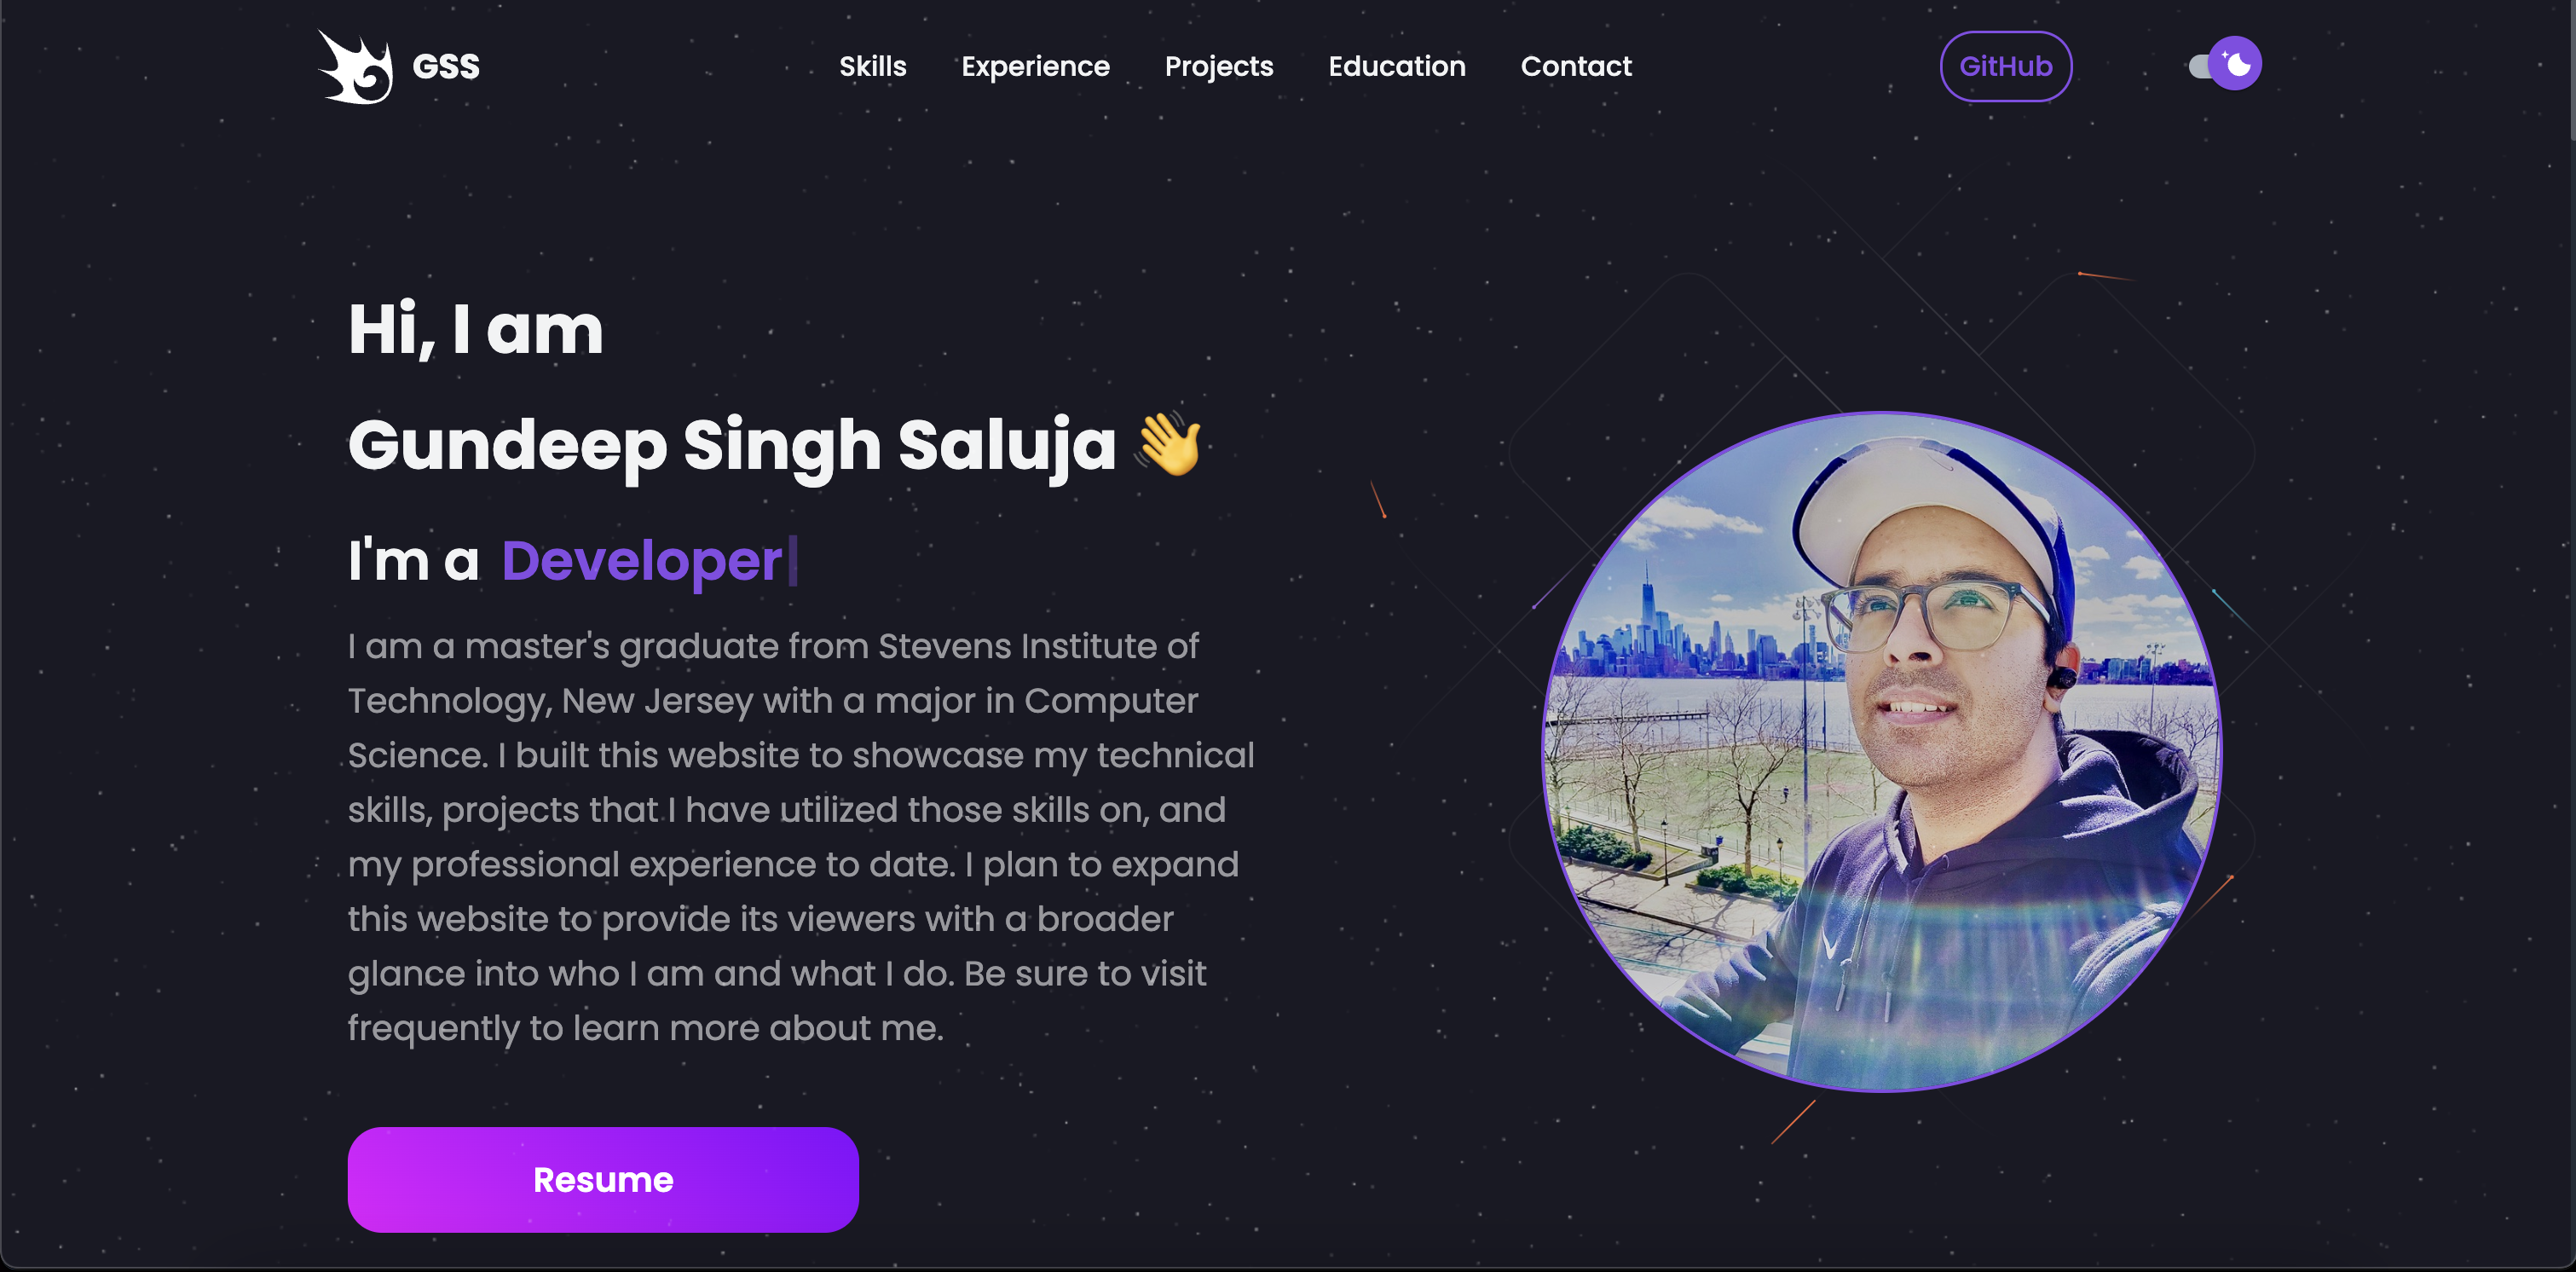 GSS
Skills
Experience
Projects
Education
Contact
GitHub
Hi, I am
Gundeep Singh Saluja 👋
I'm a Developer
I am a master's graduate from Stevens Institute of
Technology, New Jersey with a major in Computer
Science. I built this website to showcase my technical
skills, projects that I have utilized those skills on, and
my professional experience to date. I plan to expand
this website to provide its viewers with a broader
glance into who I am and what I do. Be sure to visit
frequently to learn more about me.
Resume